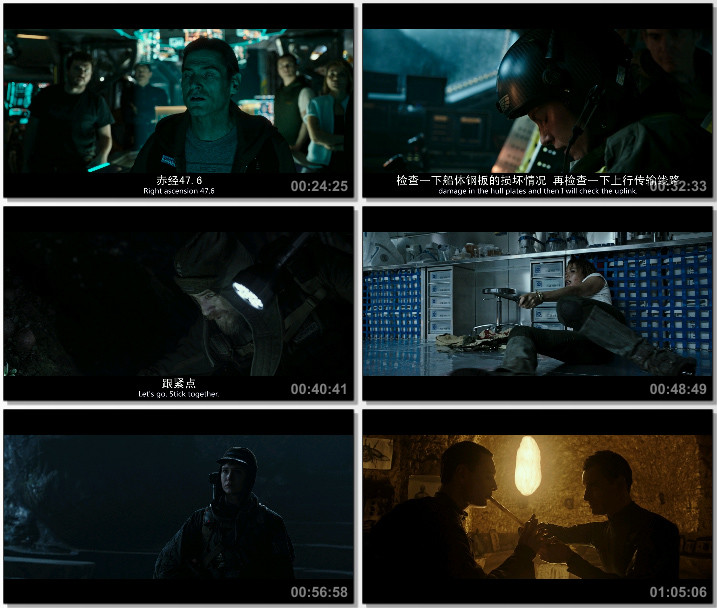 赤经47.6
Right ascension 47.6
00:24:25
检查一下船体钢板的损坏情况 再检查一下上行传输线路
damage in the hull plates and then I will check the uplink.
00:32:33
跟紧点
Let's go. Stick together.
00:40:41
00:48:49
00:56:58
01:05:06